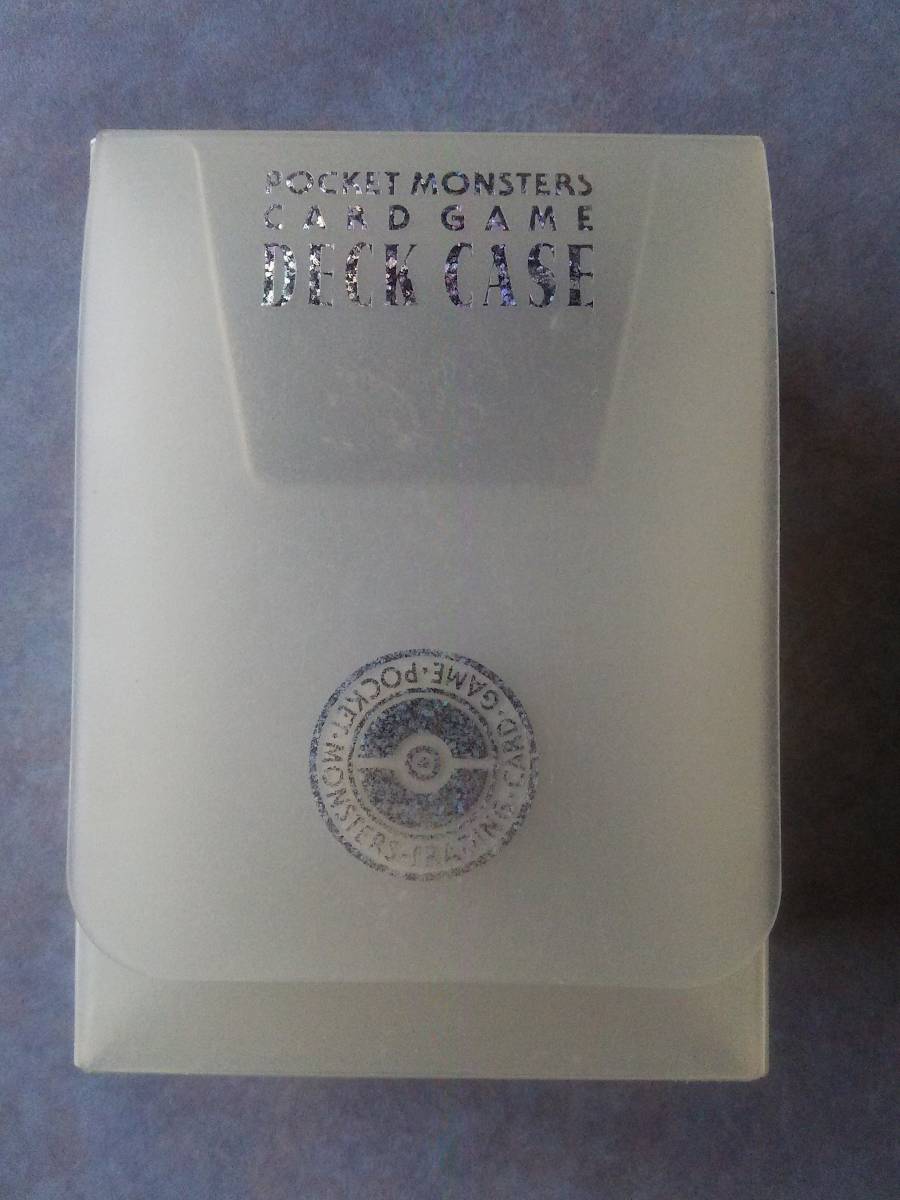 POCKET MONSTERS
CARD GAME
DECK CASE
POCKET • MONSTERS • TRADING • CARD • GAME •